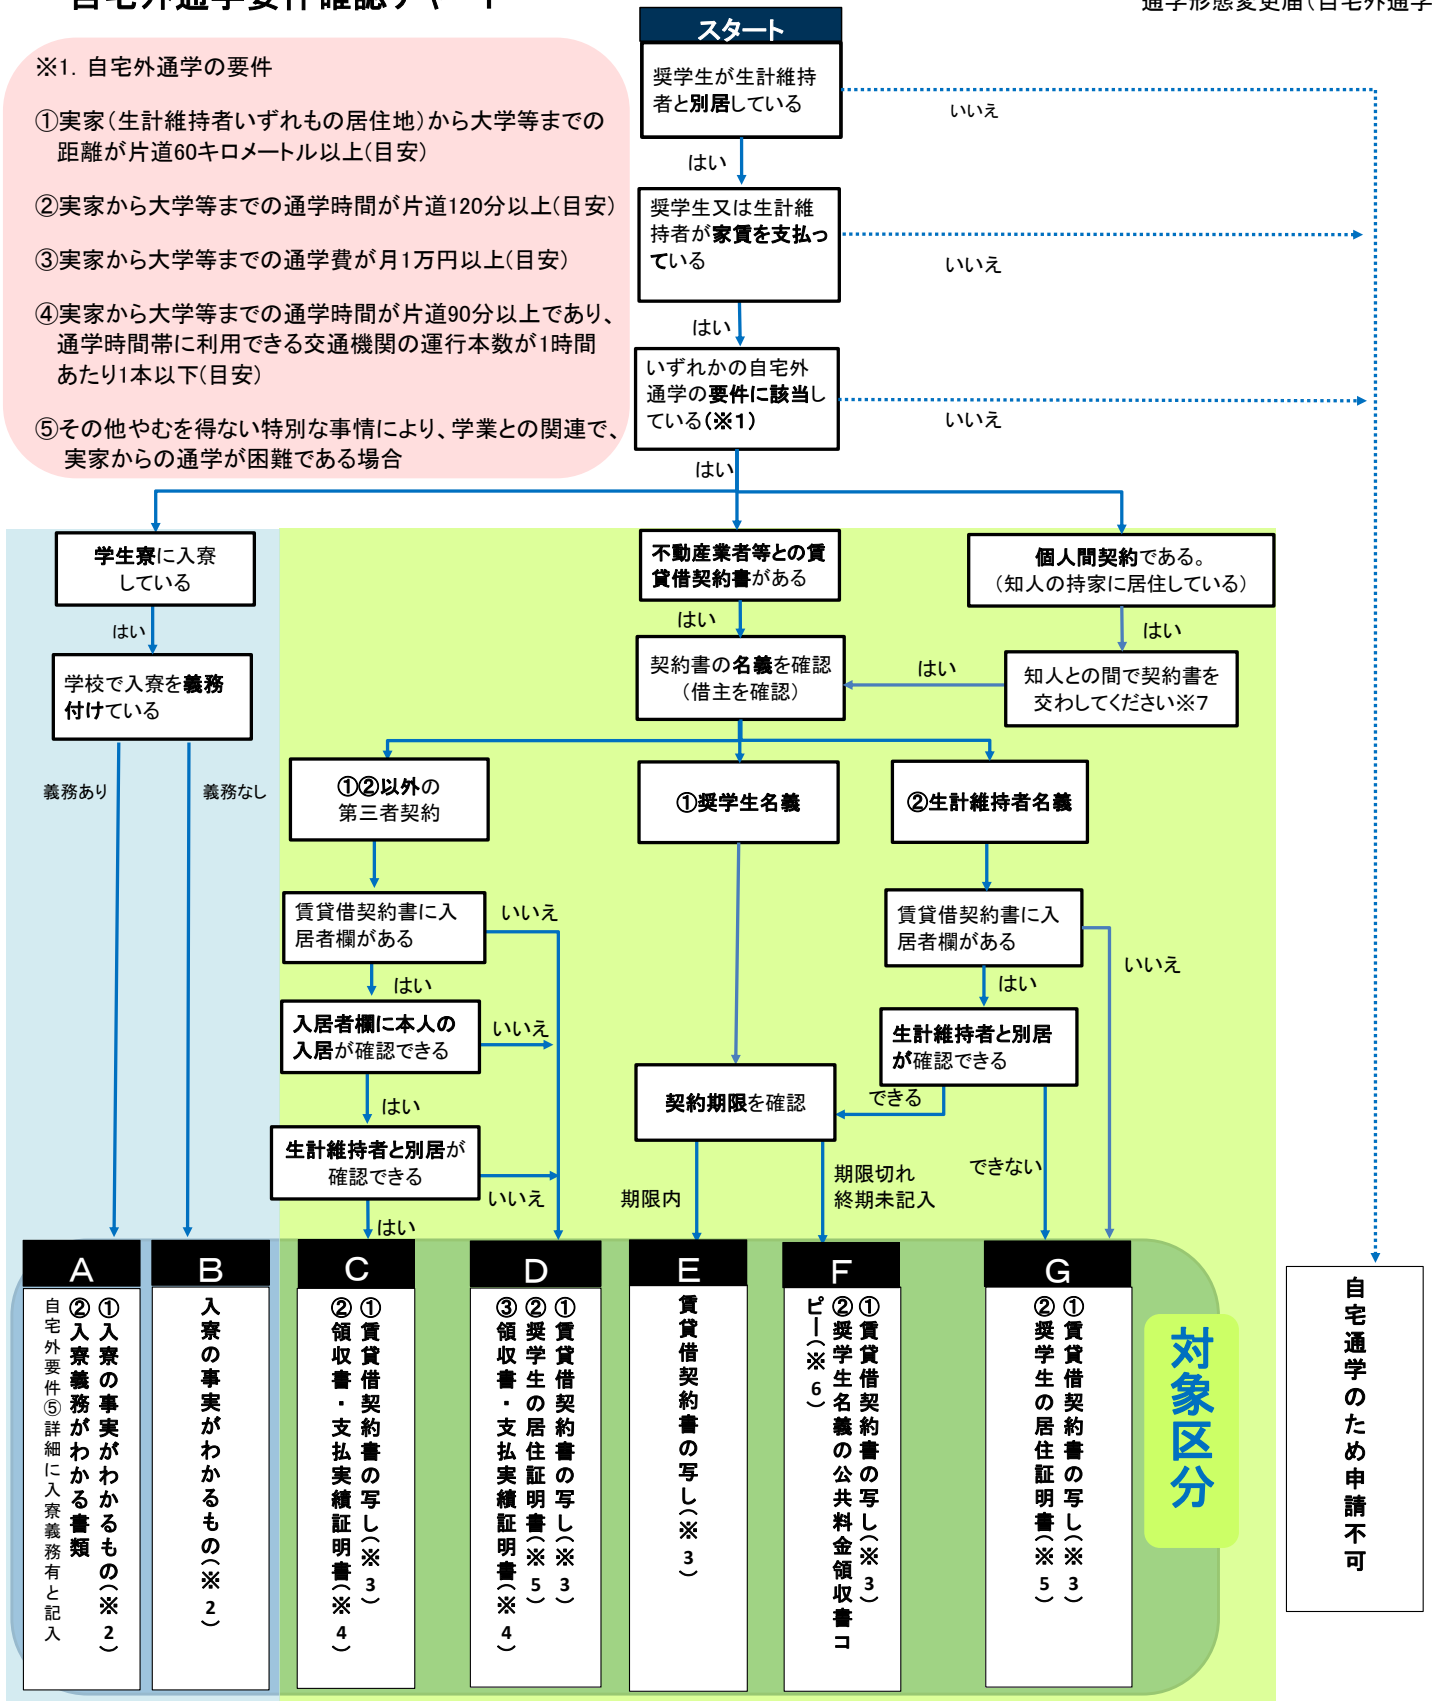 自宅外通学要件確認チャート
通学形態変更届(自宅外通学
※1. 自宅外通学の要件
①実家(生計維持者いずれもの居住地)から大学等までの
距離が片道60キロメートル以上(目安)
②実家から大学等までの通学時間が片道120分以上(目安)
③実家から大学等までの通学費が月1万円以上(目安)
④実家から大学等までの通学時間が片道90分以上であり、
通学時間帯に利用できる交通機関の運行本数が1時間
あたり1本以下(目安)
⑤その他やむを得ない特別な事情により、学業との関連で、
実家からの通学が困難である場合
スタート
奨学生が生計維持
者と別居している
いいえ
はい
奨学生又は生計維
持者が家賃を支払っ
ている
いいえ
はい
いずれかの自宅外
通学の要件に該当し
ている(※1)
いいえ
はい
学生寮に入寮
している
はい
学校で入寮を義務
付けている
義務あり
義務なし
不動産業者等との賃
貸借契約書がある
はい
契約書の名義を確認
(借主を確認)
個人間契約である。
(知人の持家に居住している)
はい
知人との間で契約書を
交わしてください※7
はい
①②以外の
第三者契約
①奨学生名義
②生計維持者名義
賃貸借契約書に入
居者欄がある
いいえ
はい
入居者欄に本人の
入居が確認できる
いいえ
はい
生計維持者と別居が
確認できる
いいえ
はい
賃貸借契約書に入
居者欄がある
いいえ
はい
生計維持者と別居
が確認できる
できる
できない
契約期限を確認
期限内
期限切れ
終期未記入
A
①入寮の事実がわかるもの(※2)
②入寮義務がわかる書類
自宅外要件⑤詳細に入寮義務有と記入
B
入寮の事実がわかるもの(※2)
C
①賃貸借契約書の写し(※3)
②領収書・支払実績証明書(※4)
D
①賃貸借契約書の写し(※3)
②奨学生の居住証明書(※5)
③領収書・支払実績証明書(※4)
E
賃貸借契約書の写し(※3)
F
①賃貸借契約書の写し(※3)
②奨学生名義の公共料金領収書コ
ピー(※6)
G
①賃貸借契約書の写し(※3)
②奨学生の居住証明書(※5)
対象区分
自宅通学のため申請不可